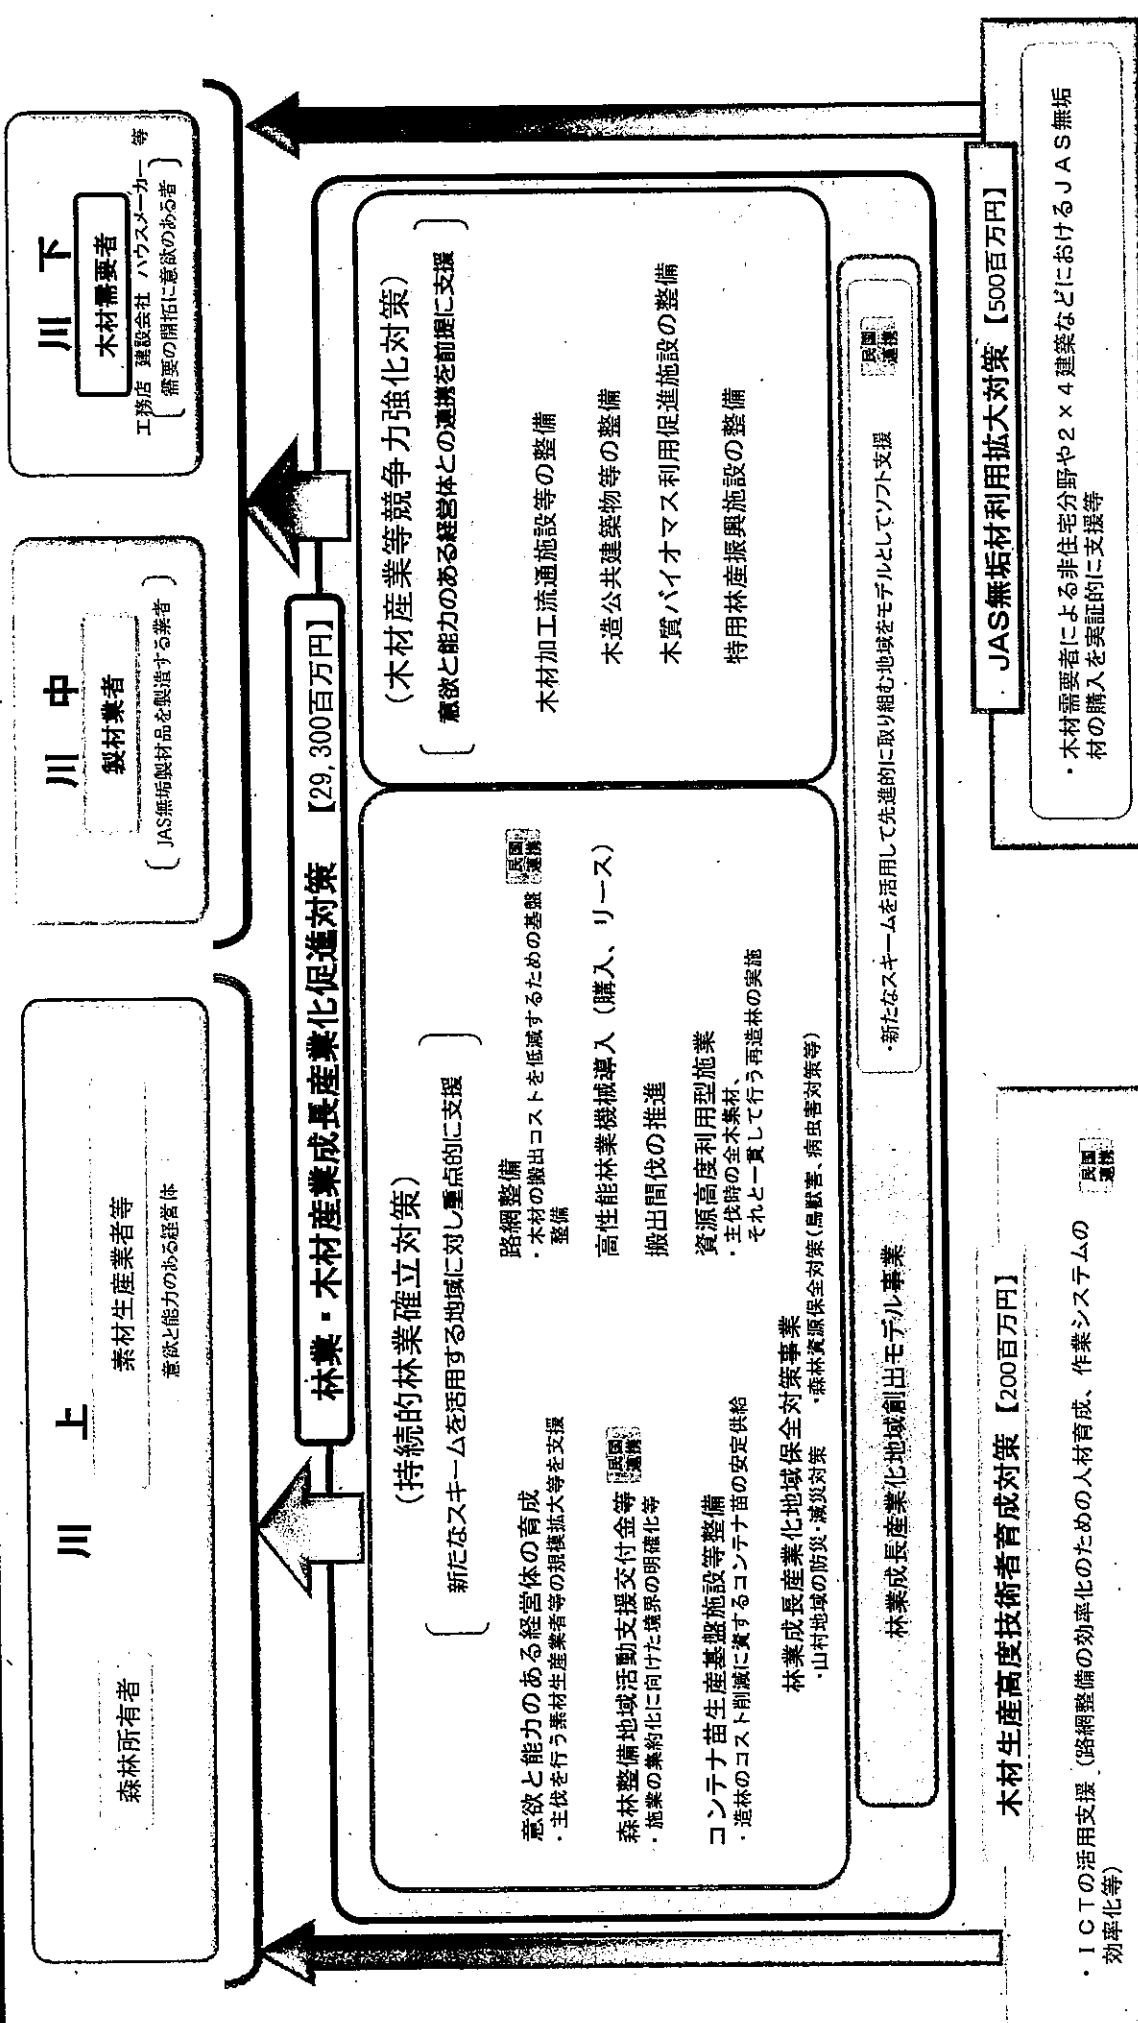 川　上
森林所有者
素材生産業者等
意欲と能力のある経営体
川　中
製材業者
JAS無垢製材品を製造する業者
川　下
木材需要者
工務店 建設会社 ハウスメーカー 等
需要の開拓に意欲のある者
林業・木材産業成長産業化促進対策　【29,300百万円】
（持続的林業確立対策）
新たなスキームを活用する地域に対し重点的に支援
意欲と能力のある経営体の育成
・主伐を行う素材生産業者等の規模拡大等を支援
森林整備地域活動支援交付金等
民国
連携
・施業の集約化に向けた境界の明確化等
コンテナ苗生産基盤施設等整備
・造林のコスト削減に資するコンテナ苗の安定供給
路網整備
・木材の搬出コストを低減するための基盤
整備
民国
連携
高性能林業機械導入（購入、リース）
搬出間伐の推進
資源高度利用型施業
・主伐時の全木集材、
それと一貫して行う再造林の実施
林業成長産業化地域保全対策事業
・山村地域の防災・減災対策　・森林資源保全対策（鳥獣害、病虫害対策等）
（木材産業等競争力強化対策）
意欲と能力のある経営体との連携を前提に支援
木材加工流通施設等の整備
木造公共建築物等の整備
木質バイオマス利用促進施設の整備
特用林産振興施設の整備
林業成長産業化地域創出モデル事業
・新たなスキームを活用して先進的に取り組む地域をモデルとしてソフト支援
民国
連携
木材生産高度技術者育成対策【200百万円】
・ＩＣＴの活用支援（路網整備の効率化のための人材育成、作業システムの
効率化等）
民国
連携
JAS無垢材利用拡大対策【500百万円】
・木材需要者による非住宅分野や２×４建築などにおけるＪＡＳ無垢
材の購入を実証的に支援等